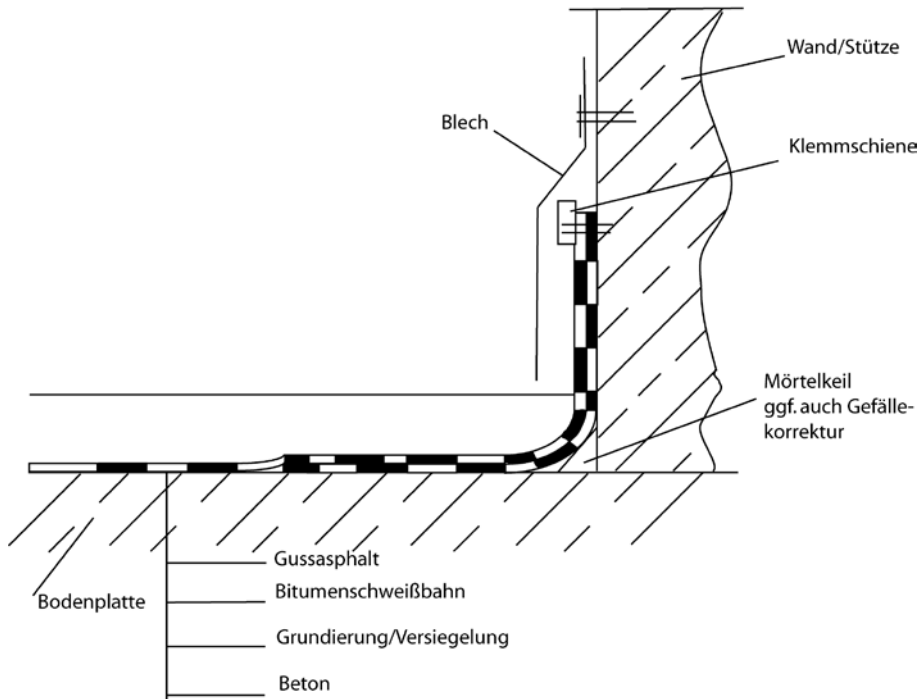 Wand/Stütze
Blech
Klemmschiene
Mörtelkeil
ggf. auch Gefälle-
korrektur
Gussasphalt
Bodenplatte
Bitumenschweißbahn
Grundierung/Versiegelung
Beton